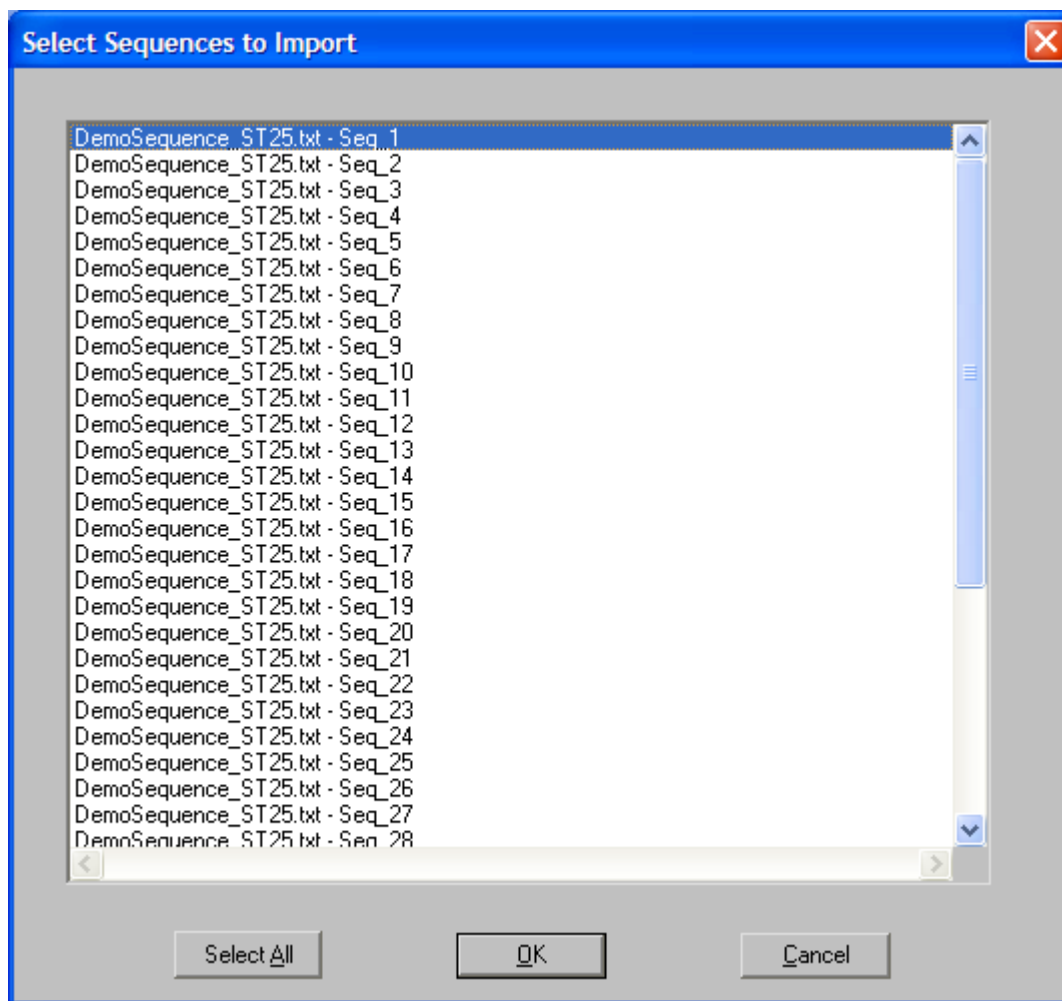 Select Sequences to Import
DemoSequence_ST25.txt - Seq_1
DemoSequence_ST25.txt - Seq_2
DemoSequence_ST25.txt - Seq_3
DemoSequence_ST25.txt - Seq_4
DemoSequence_ST25.txt - Seq_5
DemoSequence_ST25.txt - Seq_6
DemoSequence_ST25.txt - Seq_7
DemoSequence_ST25.txt - Seq_8
DemoSequence_ST25.txt - Seq_9
DemoSequence_ST25.txt - Seq_10
DemoSequence_ST25.txt - Seq_11
DemoSequence_ST25.txt - Seq_12
DemoSequence_ST25.txt - Seq_13
DemoSequence_ST25.txt - Seq_14
DemoSequence_ST25.txt - Seq_15
DemoSequence_ST25.txt - Seq_16
DemoSequence_ST25.txt - Seq_17
DemoSequence_ST25.txt - Seq_18
DemoSequence_ST25.txt - Seq_19
DemoSequence_ST25.txt - Seq_20
DemoSequence_ST25.txt - Seq_21
DemoSequence_ST25.txt - Seq_22
DemoSequence_ST25.txt - Seq_23
DemoSequence_ST25.txt - Seq_24
DemoSequence_ST25.txt - Seq_25
DemoSequence_ST25.txt - Seq_26
DemoSequence_ST25.txt - Seq_27
DemoSequence_ST25.txt - Seq_28
Select All
OK
Cancel